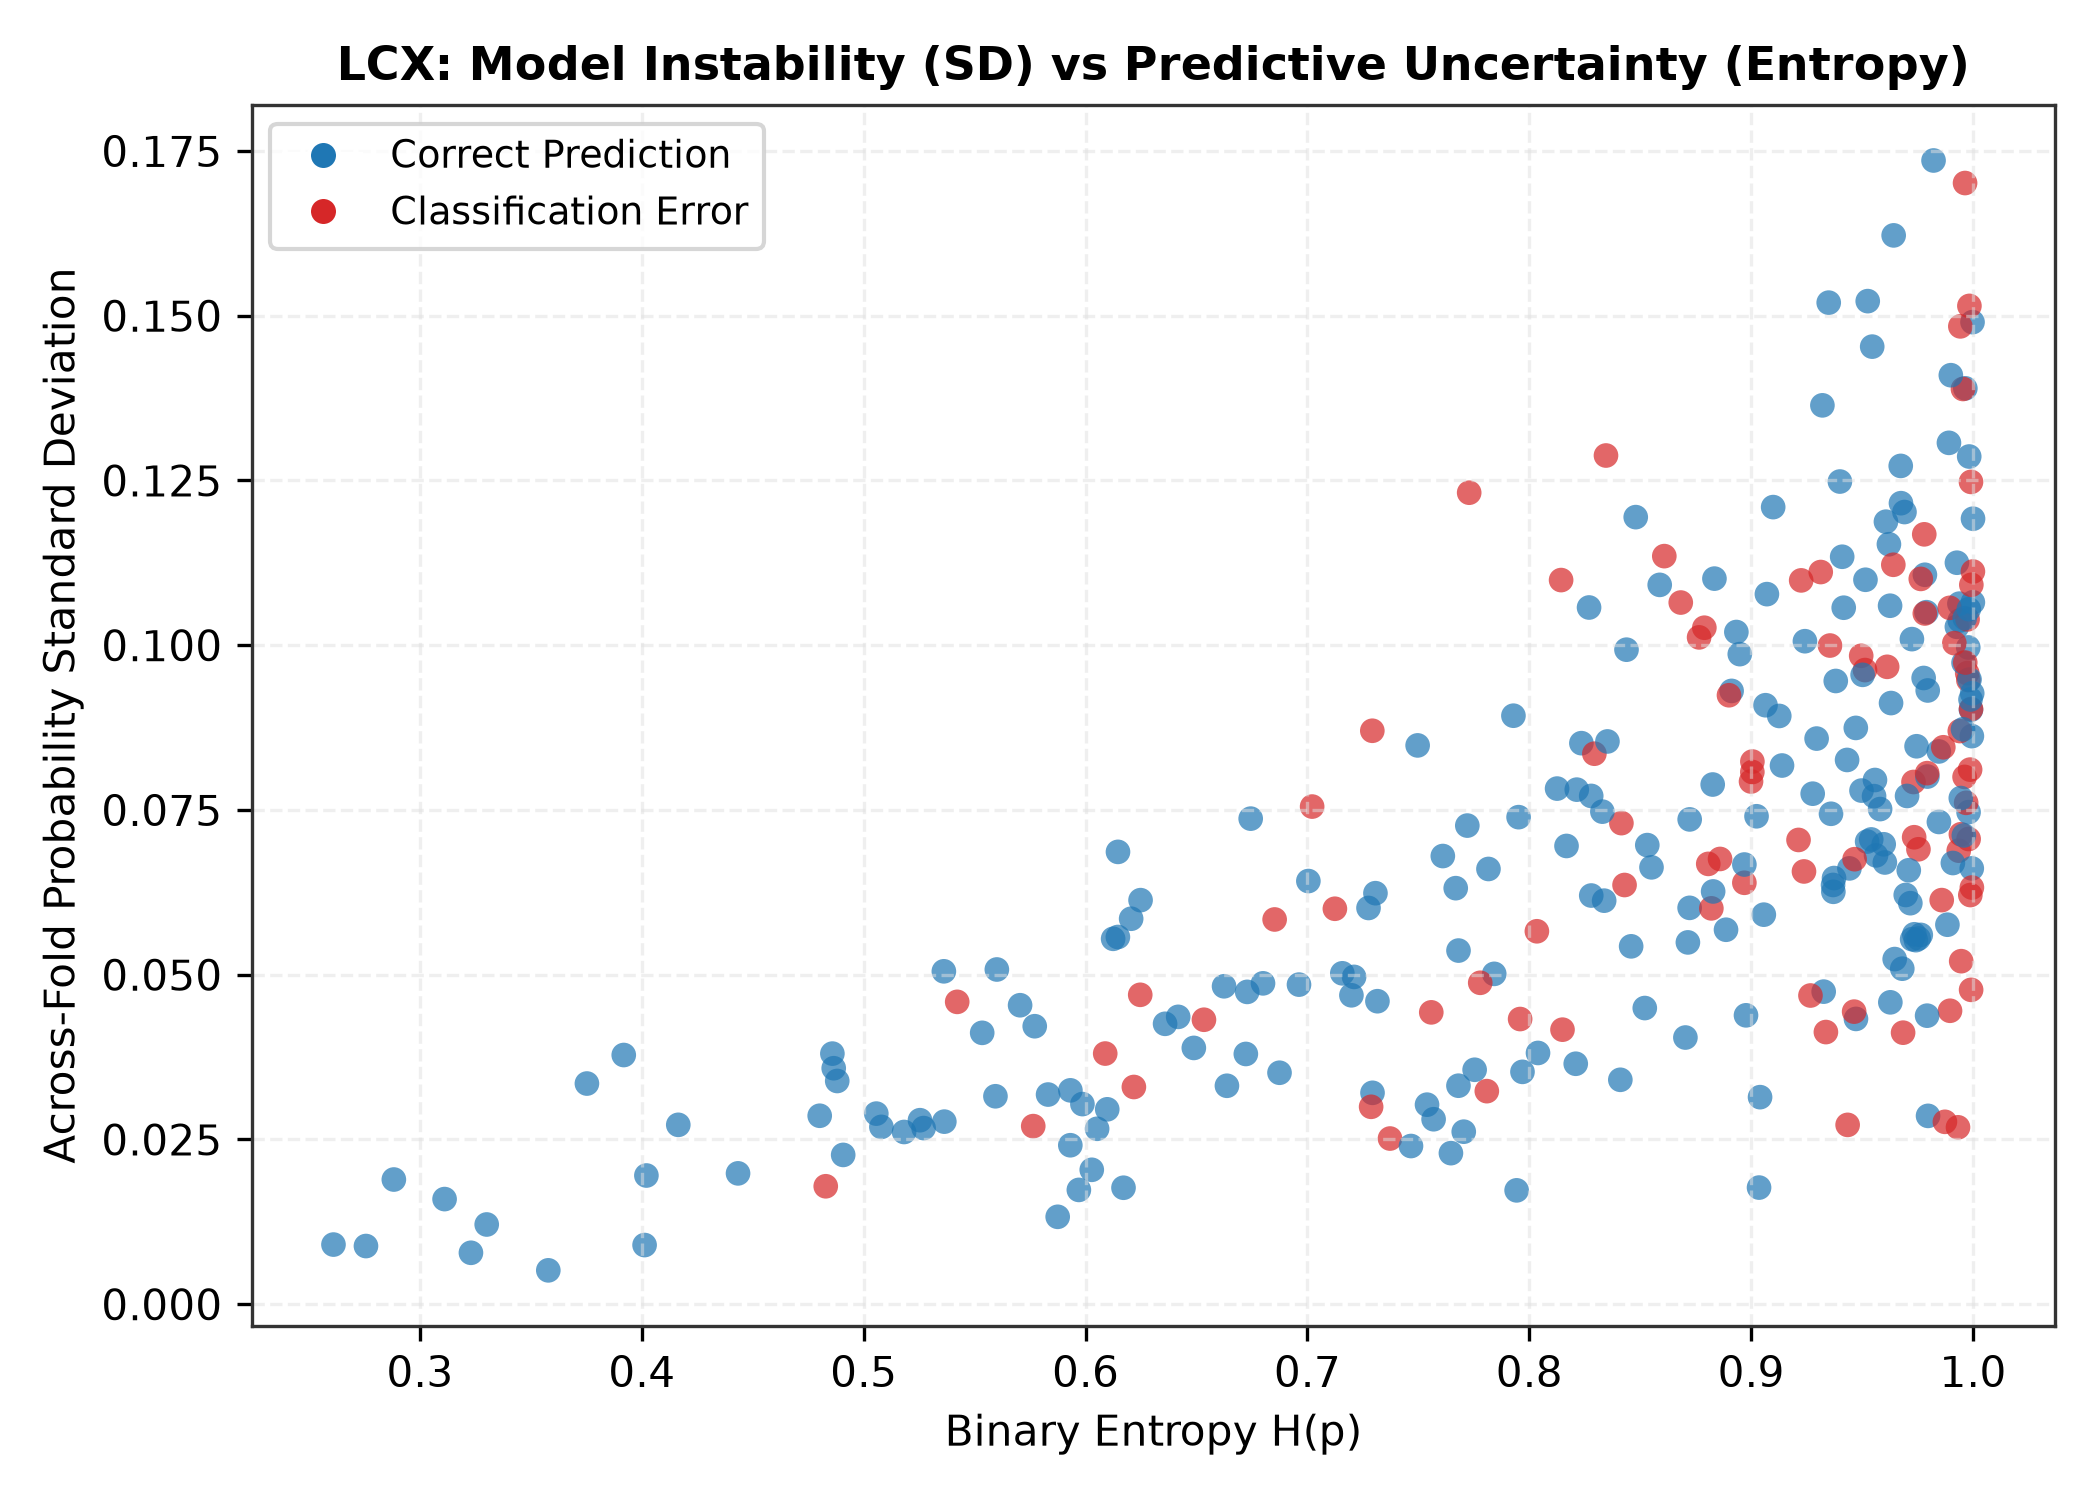 LCX: Model Instability (SD) vs Predictive Uncertainty (Entropy)
Correct Prediction
Classification Error
Across-Fold Probability Standard Deviation
0.175
0.150
0.125
0.100
0.075
0.050
0.025
0.000
0.3 0.4 0.5 0.6 0.7 0.8 0.9 1.0
Binary Entropy H(p)